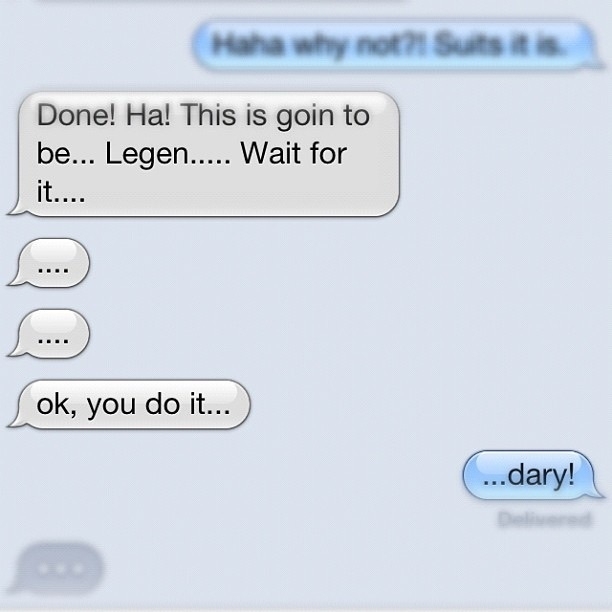 Haha why not?! Suits it is.
Done! Ha! This is goin to
be... Legen..... Wait for
it....
....
....
ok, you do it...
...dary!
Delivered